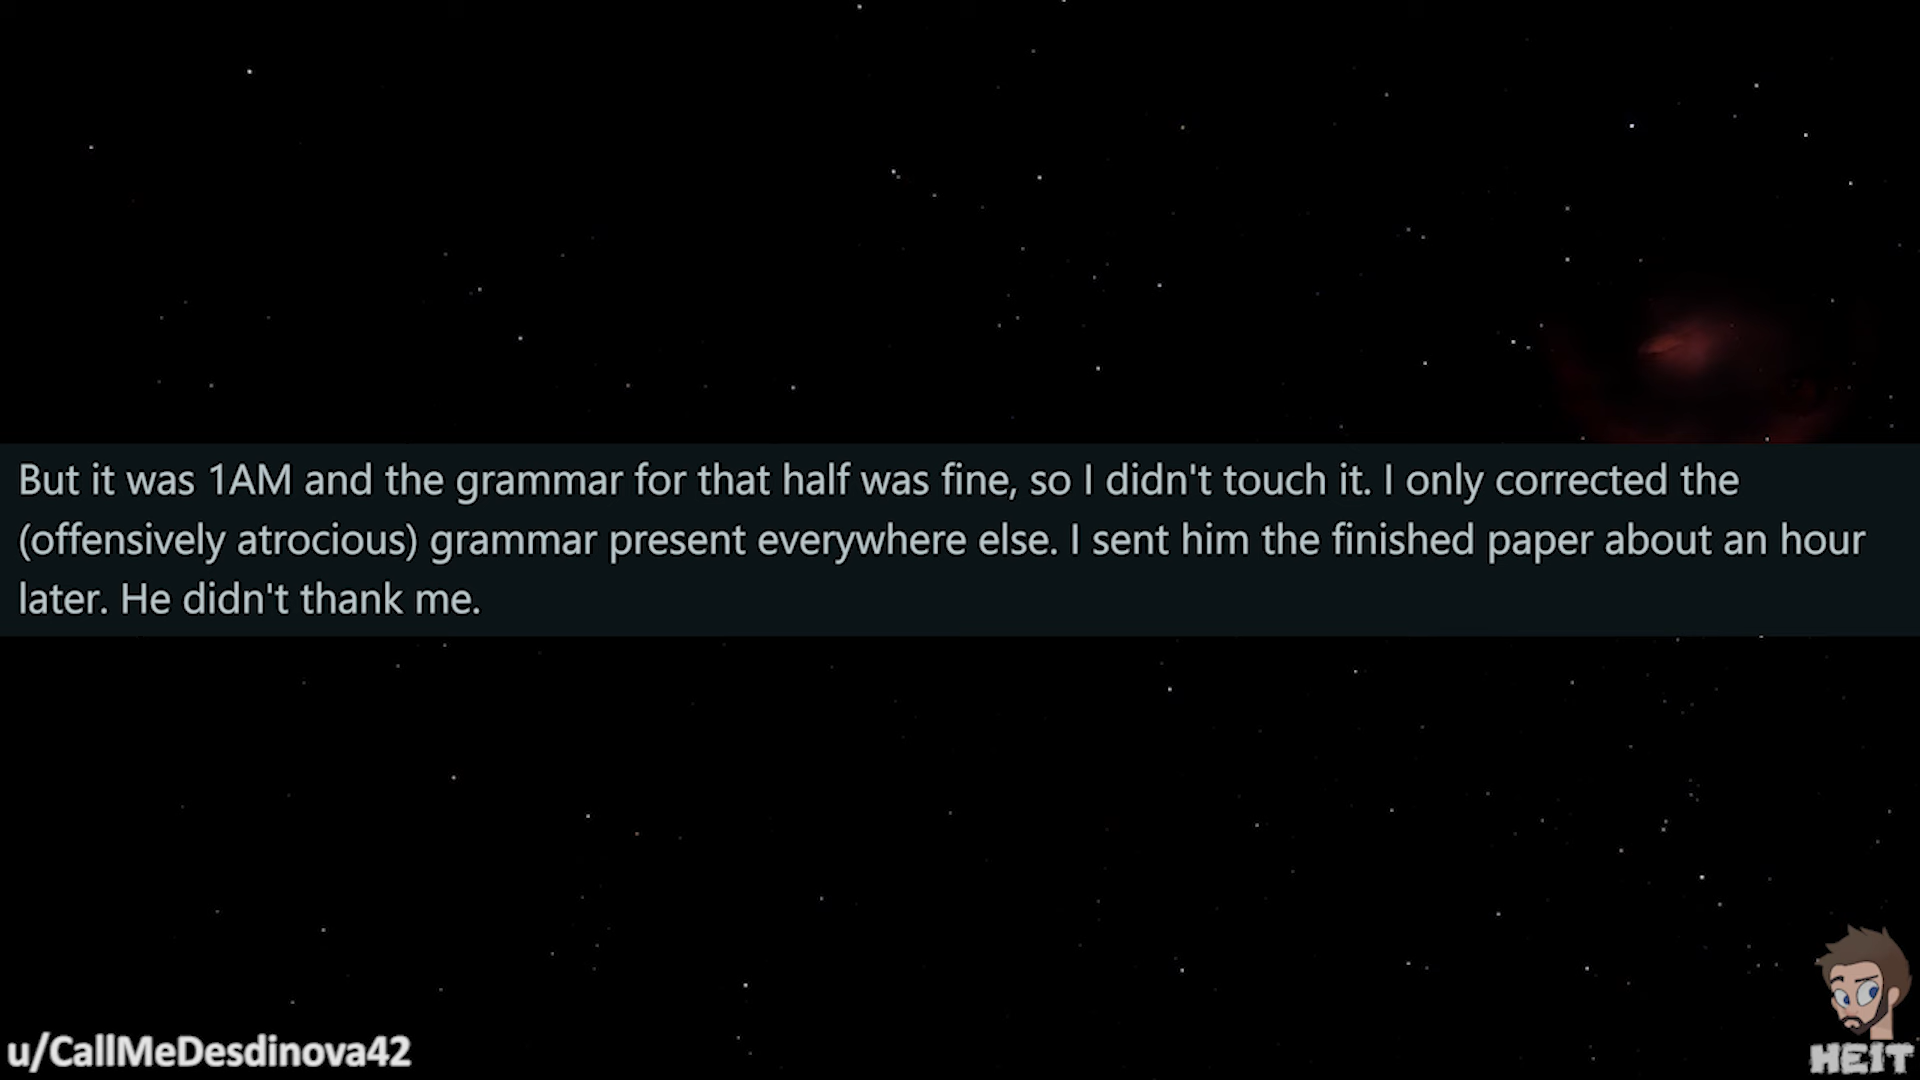 But it was 1AM and the grammar for that half was fine, so I didn't touch it. I only corrected the
(offensively atrocious) grammar present everywhere else. I sent him the finished paper about an hour
later. He didn't thank me.
u/CallMeDesdinova42
HEIT